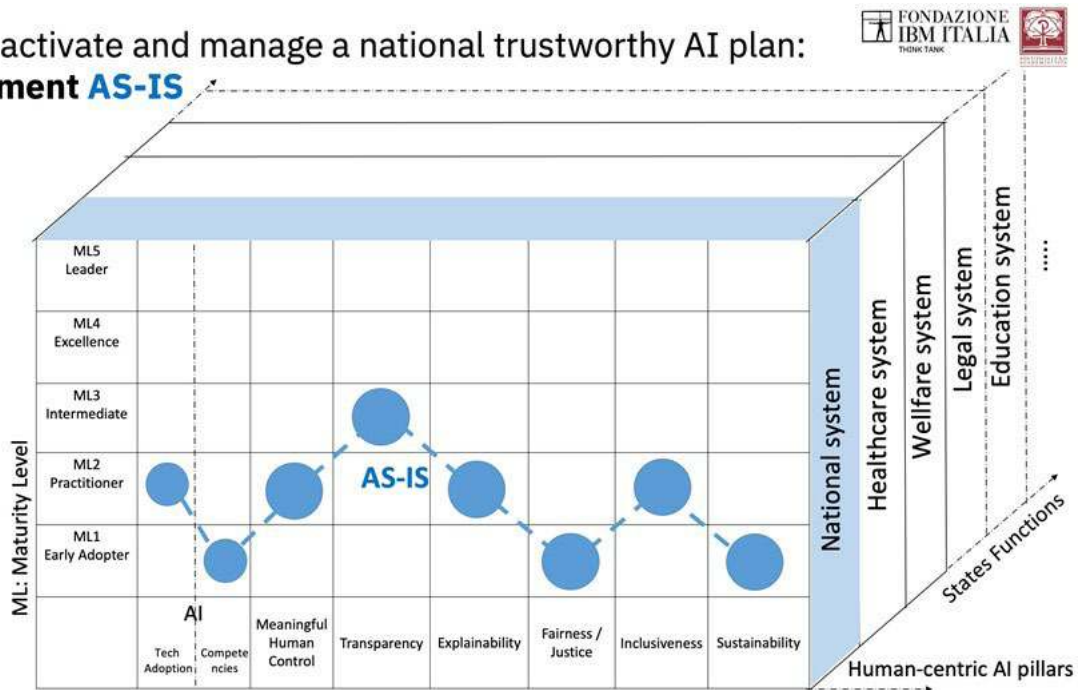 activate and manage a national trustworthy AI plan:
ment AS-IS
FONDAZIONE
IBM ITALIA
THINK TANK
ML5
Leader
ML4
Excellence
ML3
Intermediate
ML2
Practitioner
ML1
Early Adopter
ML: Maturity Level
AS-IS
AI
Tech
Adoption
Compete
ncies
Meaningful
Human
Control
Transparency
Explainability
Fairness /
Justice
Inclusiveness
Sustainability
National system
Healthcare system
Wellfare system
Legal system
Education system
.....
States Functions
Human-centric AI pillars